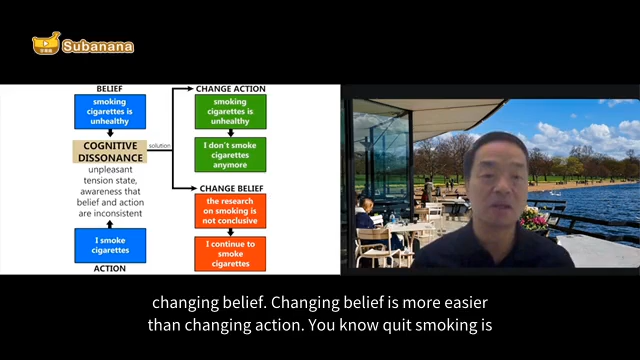 Subanana
BELIEF
smoking
cigarettes is
unhealthy
COGNITIVE
DISSONANCE
unpleasant
tension state,
awareness that
belief and action
are inconsistent
I smoke
cigarettes
ACTION
solution
CHANGE ACTION
smoking
cigarettes is
unhealthy
I don't smoke
cigarettes
anymore
CHANGE BELIEF
the research
on smoking is
not conclusive
I continue to
smoke
cigarettes
changing belief. Changing belief is more easier
than changing action. You know quit smoking is